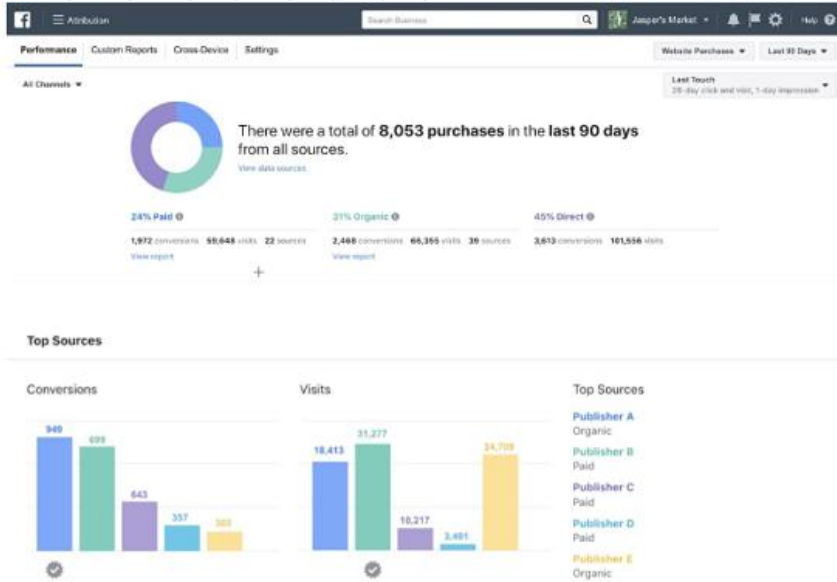 f Attribution Search Business Jasper's Market Help
Performance Custom Reports Cross-Device Settings Website Purchases Last 90 Days
All Channels Last Touch
28-day click and visit, 1-day impression
There were a total of 8,053 purchases in the last 90 days
from all sources.
View data sources
24% Paid 31% Organic 45% Direct
1,972 conversions 59,648 visits 22 sources 2,468 conversions 65,355 visits 39 sources 3,613 conversions 101,556 visits
View report View report
Top Sources
Conversions Visits Top Sources
Publisher A
Organic
Publisher B
Paid
Publisher C
Paid
Publisher D
Paid
Publisher E
Organic
949 699 643 357
18,413 31,277 10,217 3,491